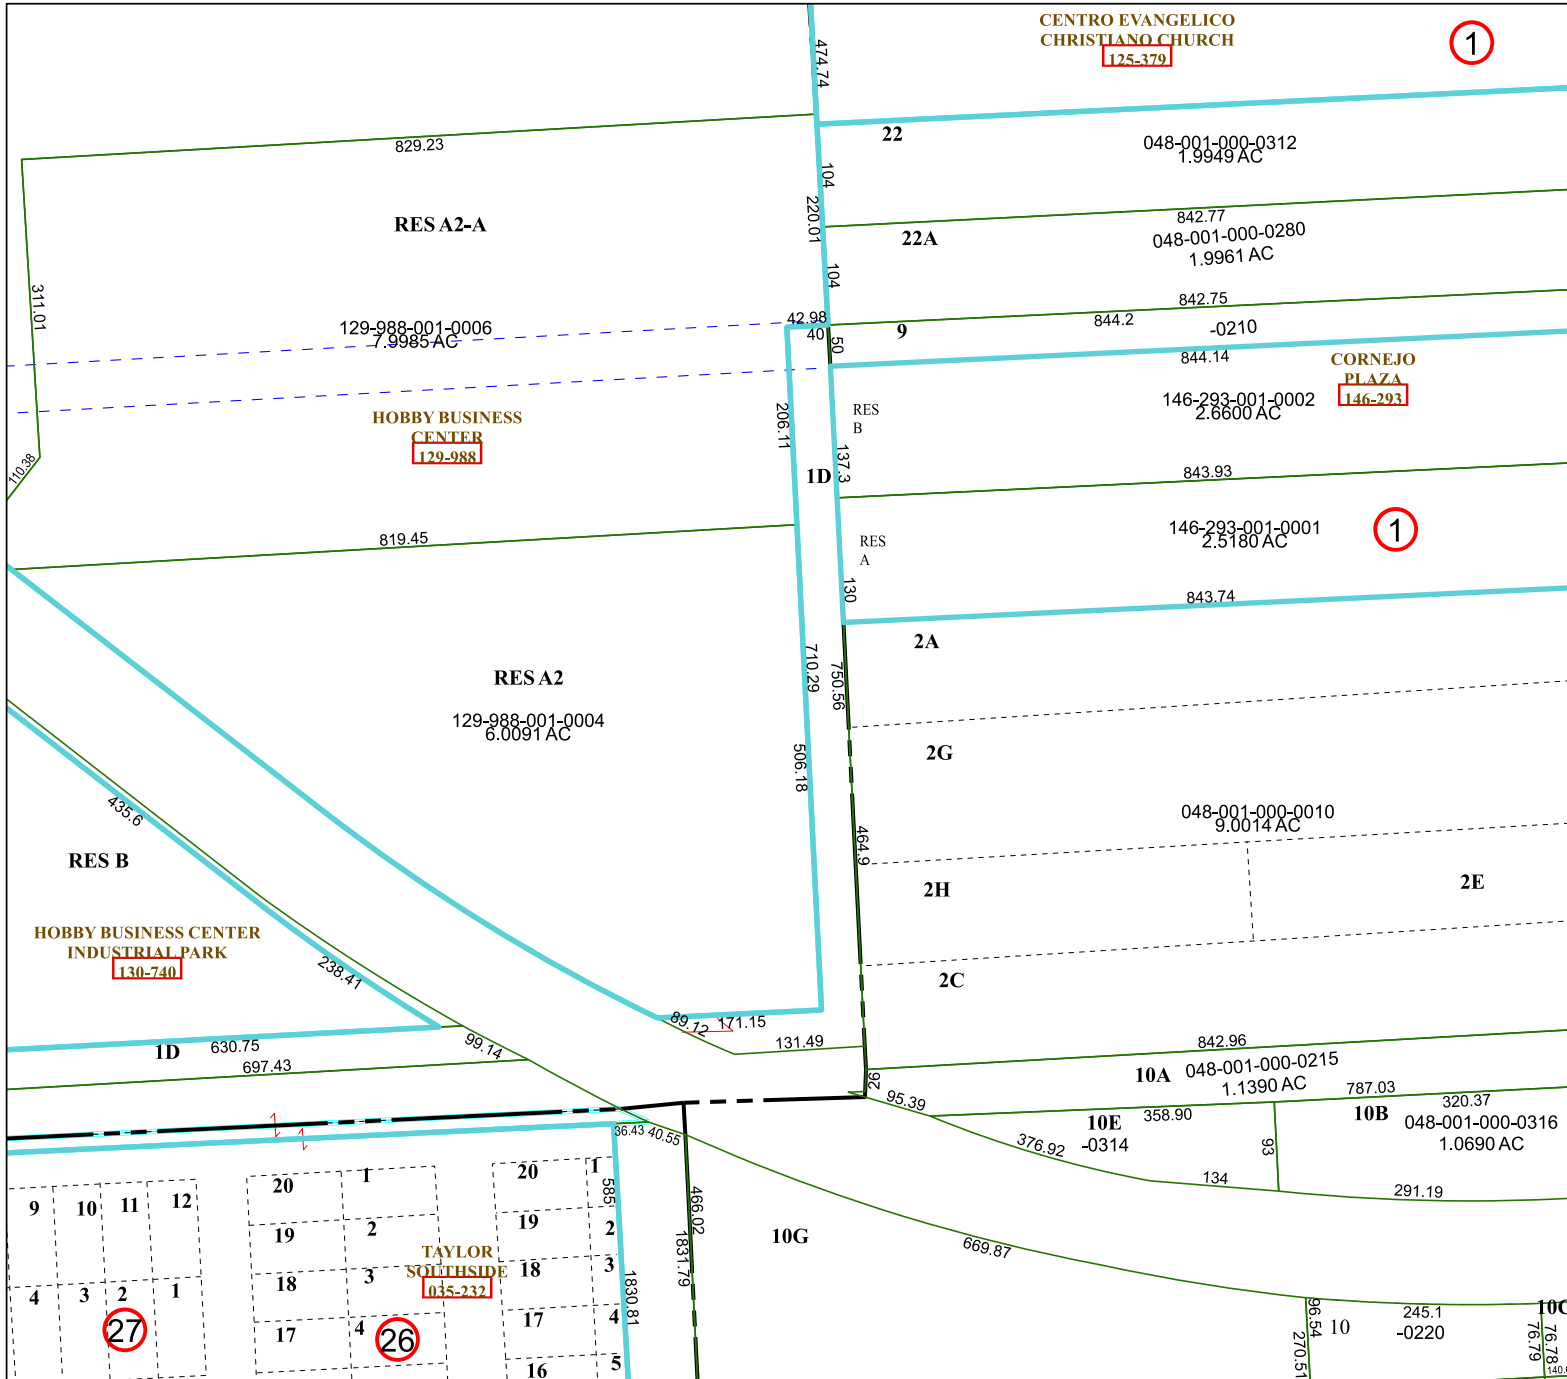 CENTRO EVANGELICO
CHRISTIANO CHURCH
125-379
1
474.74
829.23
22
048-001-000-0312
1.9949 AC
104
220.01
842.77
RES A2-A
22A
048-001-000-0280
1.9961 AC
104
311.01
842.75
42.98
844.2
129-988-001-0006
7.9985 AC
40
50
9
-0210
844.14
CORNEJO
PLAZA
146-293
146-293-001-0002
2.6600 AC
HOBBY BUSINESS
CENTER
129-988
206.11
RES
B
110.38
137.3
843.93
1D
819.45
146-293-001-0001
2.5180 AC
1
RES
A
130
843.74
2A
710.29
750.56
RES A2
129-988-001-0004
6.0091 AC
2G
506.18
435.6
048-001-000-0010
9.0014 AC
464.9
RES B
2H
2E
HOBBY BUSINESS CENTER
INDUSTRIAL PARK
130-740
238.41
2C
89.12
171.15
131.49
842.96
1D
630.75
99.14
697.43
26
10A
048-001-000-0215
1.1390 AC
787.03
95.39
320.37
10E
358.90
10B
048-001-000-0316
1.0690 AC
376.92
-0314
93
36.43
40.55
134
291.19
9
10
11
12
20
1
20
1
585
466.02
19
2
19
2
10G
669.87
1831.79
TAYLOR
SOUTHSIDE
035-232
18
3
18
3
4
3
2
1
1830.81
27
17
4
26
17
4
16
5
96.54
270.51
10
245.1
-0220
10C
76.79
76.78